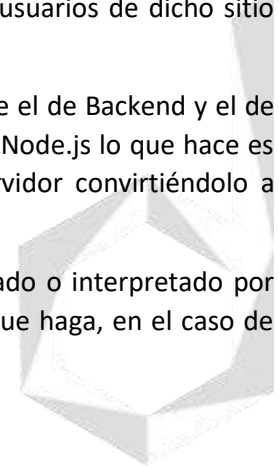 usuarios de dicho sitio
e el de Backend y el de
Node.js lo que hace es
rvidor convirtiéndolo a
ado o interpretado por
que haga, en el caso de